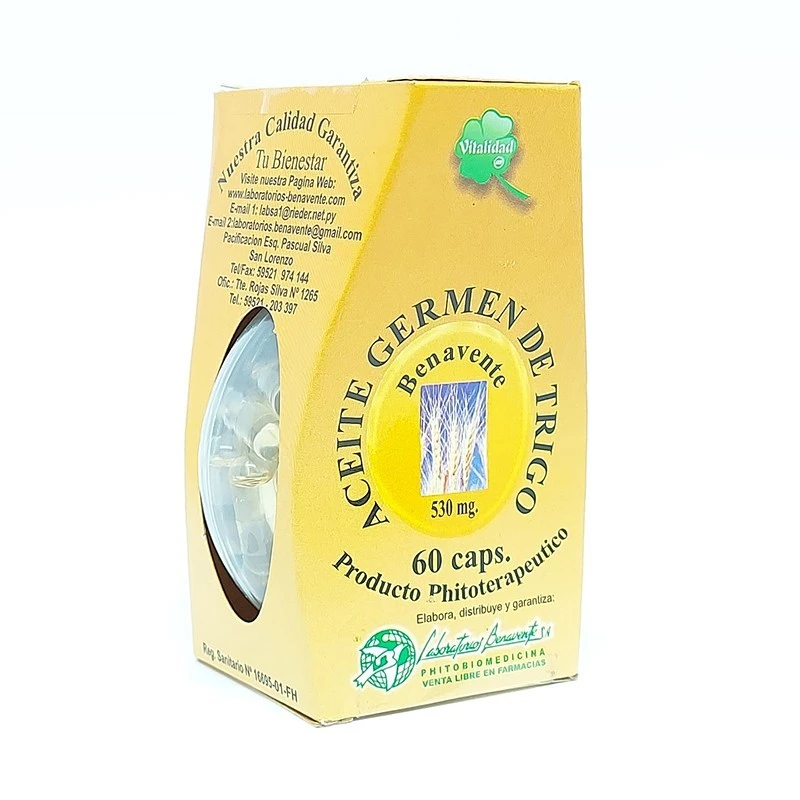 Nuestra Calidad Garantiza
Tu Bienestar
Visite nuestra Pagina Web:
www.laboratorios-benavente.com
E-mail 1: labsa1@rieder.net.py
E-mail 2:laboratorios.benavente@gmail.com
Pacificacion Esq. Pascual Silva
San Lorenzo
Tel/Fax: 59521 974 144
Ofic.: Tte. Rojas Silva Nº 1265
Tel.: 59521 - 203 397
Reg. Sanitario Nº 16695-01-FH
Vitalidad
ACEITE GERMEN DE TRIGO
Benavente
530 mg.
60 caps.
Producto Phitoterapeutico
Elabora, distribuye y garantiza:
Laboratorios Benavente S.A
PHITOBIOMEDICINA
VENTA LIBRE EN FARMACIAS